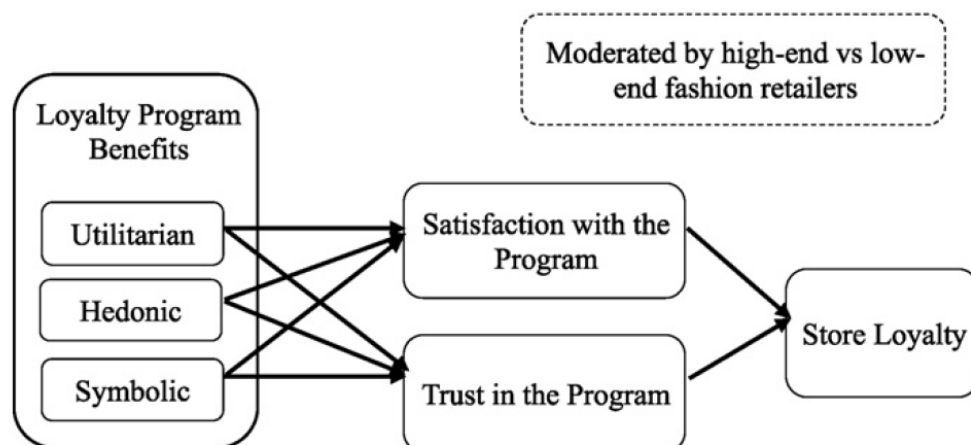 Moderated by high-end vs low-
end fashion retailers
Loyalty Program
Benefits
Utilitarian
Hedonic
Symbolic
Satisfaction with the
Program
Trust in the Program
Store Loyalty